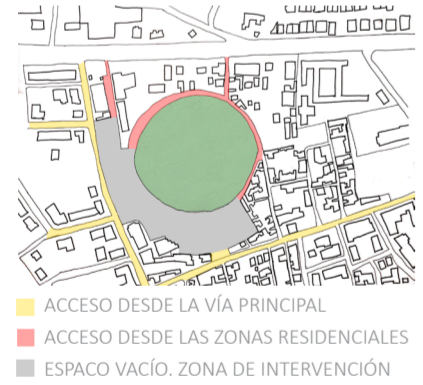 ACCESO DESDE LA VÍA PRINCIPAL
ACCESO DESDE LAS ZONAS RESIDENCIALES
ESPACO VACÍO. ZONA DE INTERVENCIÓN